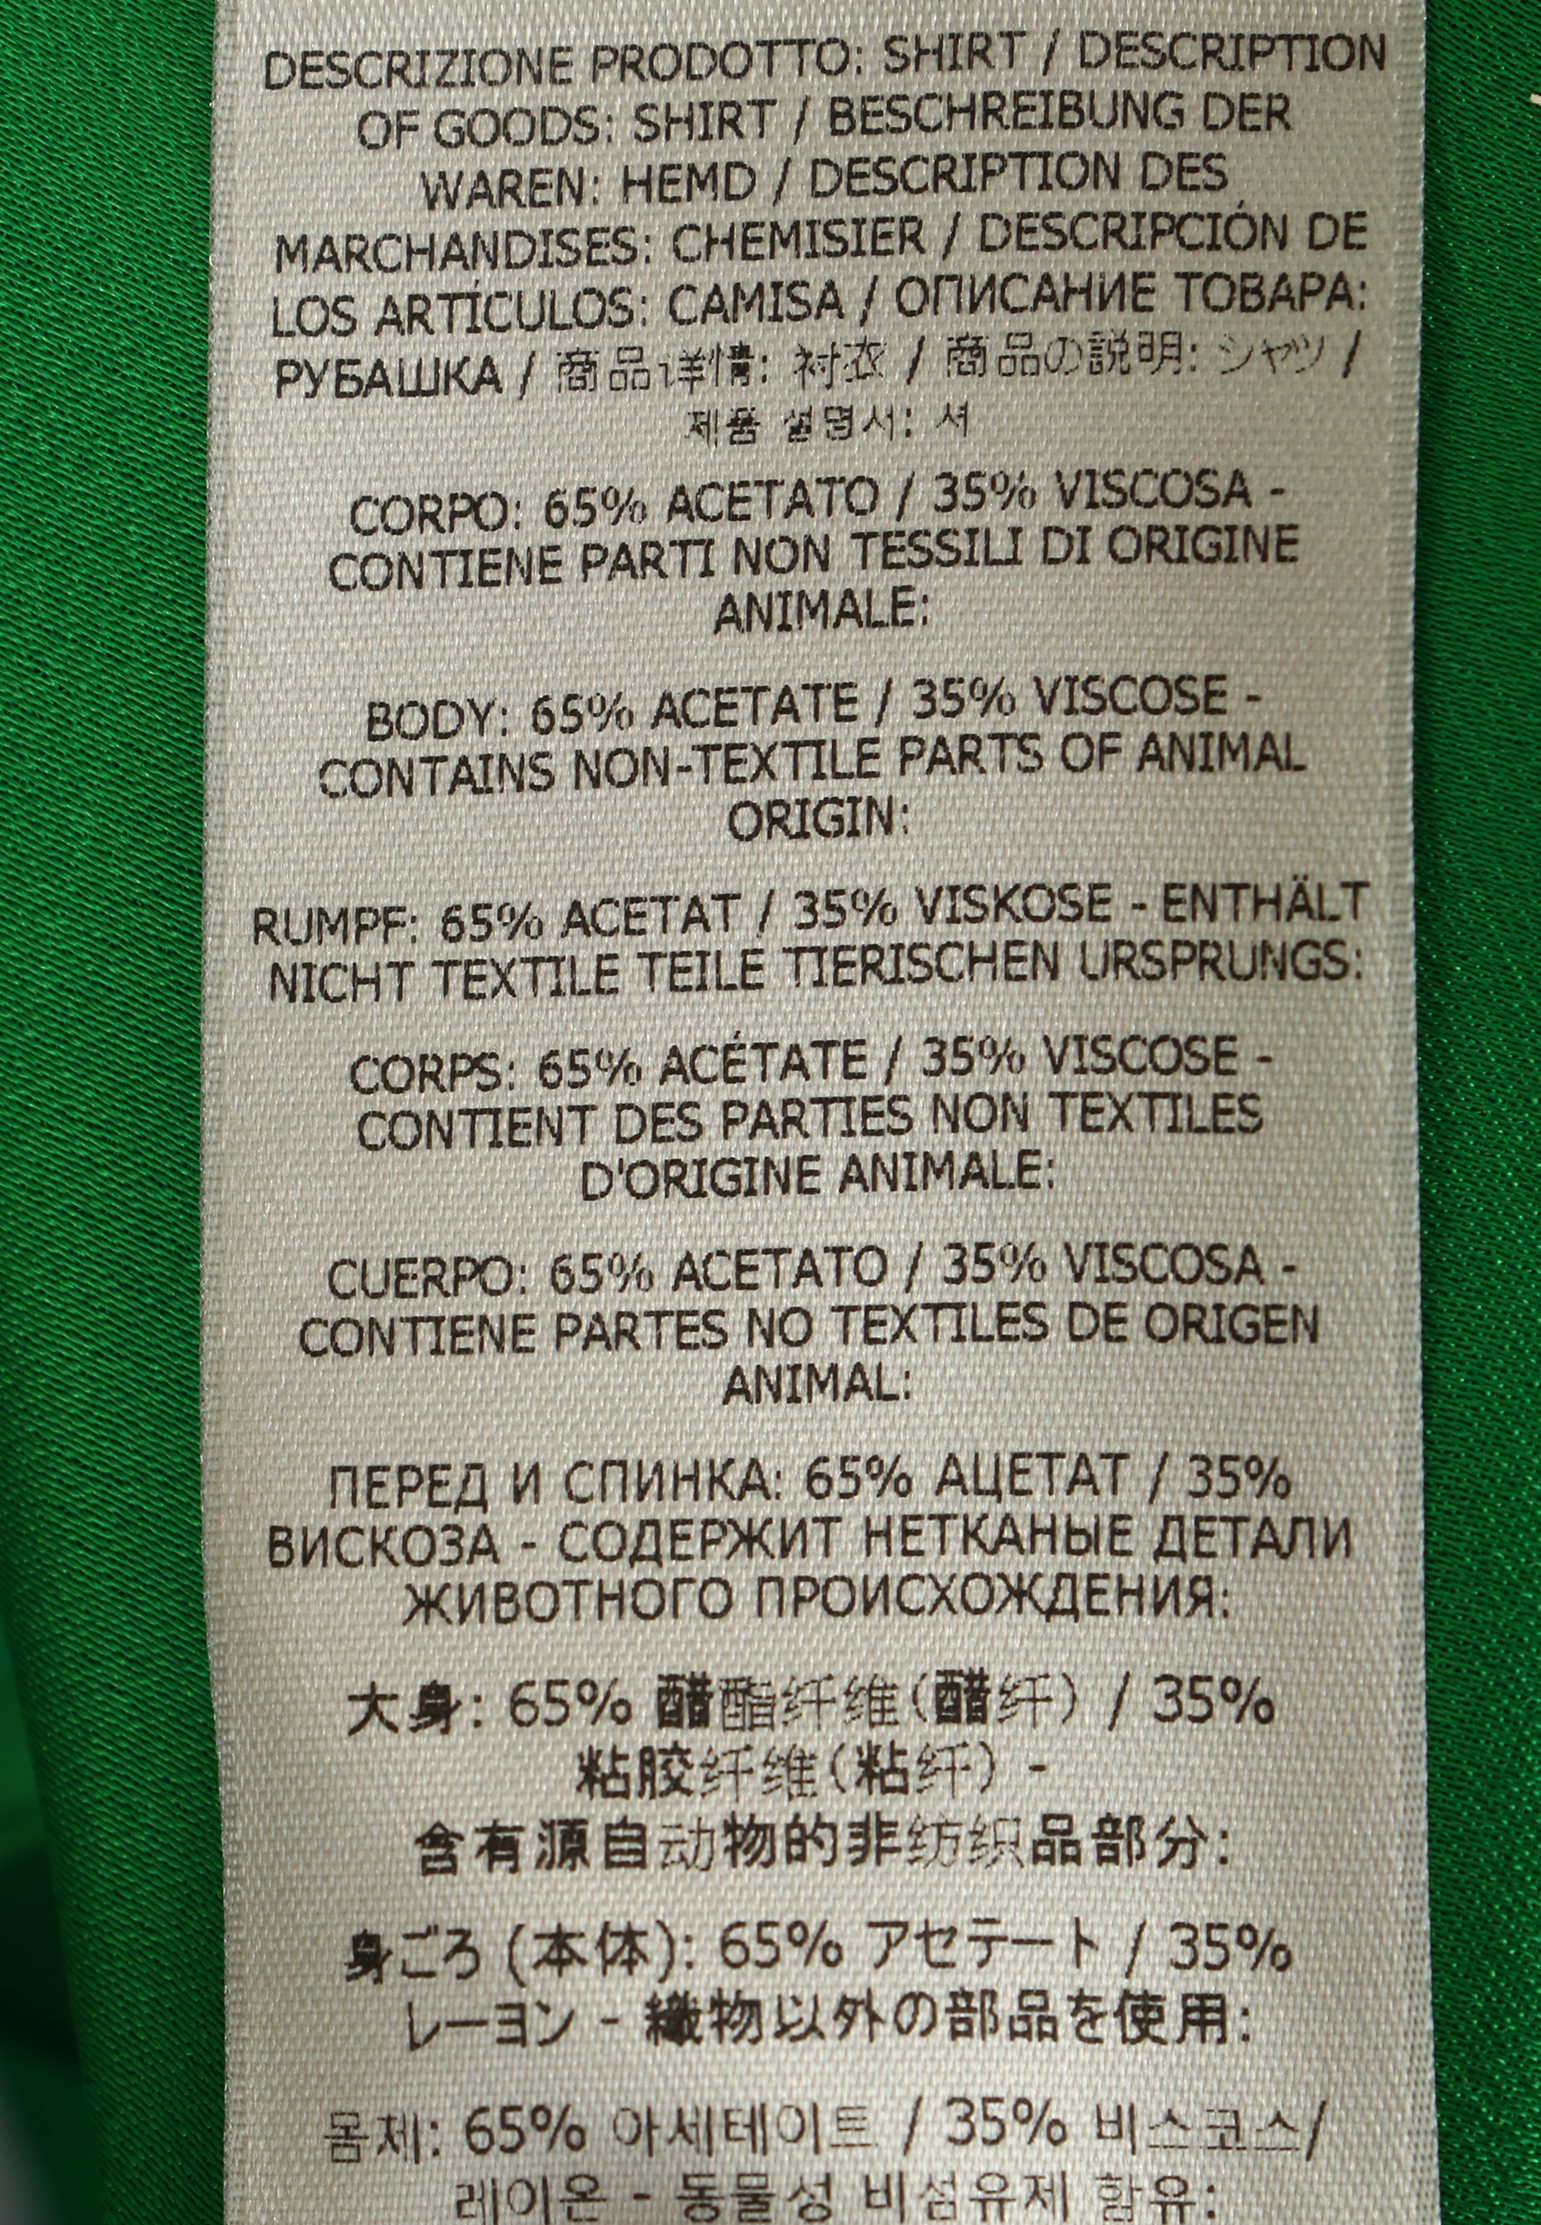 DESCRIZIONE PRODOTTO: SHIRT / DESCRIPTION
OF GOODS: SHIRT / BESCHREIBUNG DER
WAREN: HEMD / DESCRIPTION DES
MARCHANDISES: CHEMISIER / DESCRIPCIÓN DE
LOS ARTÍCULOS: CAMISA / ОПИСАНИЕ ТОВАРА:
РУБАШКА / 商品详情: 衬衣 / 商品の説明: シャツ /
제품 설명서: 셔
CORPO: 65% ACETATO / 35% VISCOSA -
CONTIENE PARTI NON TESSILI DI ORIGINE
ANIMALE:
BODY: 65% ACETATE / 35% VISCOSE -
CONTAINS NON-TEXTILE PARTS OF ANIMAL
ORIGIN:
RUMPF: 65% ACETAT / 35% VISKOSE - ENTHÄLT
NICHT TEXTILE TEILE TIERISCHEN URSPRUNGS:
CORPS: 65% ACÉTATE / 35% VISCOSE -
CONTIENT DES PARTIES NON TEXTILES
D'ORIGINE ANIMALE:
CUERPO: 65% ACETATO / 35% VISCOSA -
CONTIENE PARTES NO TEXTILES DE ORIGEN
ANIMAL:
ПЕРЕД И СПИНКА: 65% АЦЕТАТ / 35%
ВИСКОЗА - СОДЕРЖИТ НЕТКАНЫЕ ДЕТАЛИ
ЖИВОТНОГО ПРОИСХОЖДЕНИЯ:
大身: 65% 醋酯纤维(醋纤) / 35%
粘胶纤维(粘纤) -
含有源自动物的非纺织品部分:
身ごろ (本体): 65% アセテート / 35%
レーヨン - 織物以外の部品を使用:
몸체: 65% 아세테이트 / 35% 비스코스/
레이온 - 동물성 비섬유제 함유: